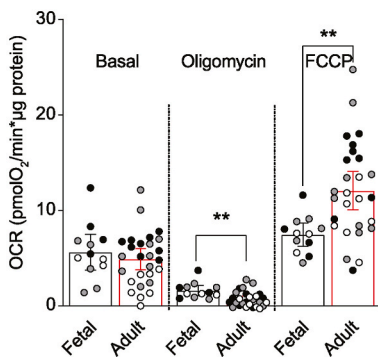 **
Basal Oligomycin FCCP
30
20
**
10
0
OCR (pmolO₂/min*µg protein)
Fetal Adult Fetal Adult Fetal Adult